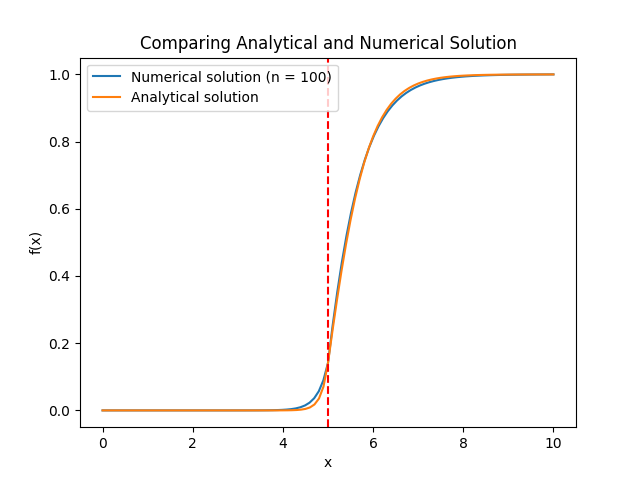 Comparing Analytical and Numerical Solution
Numerical solution (n = 100)
Analytical solution
1.0
0.8
0.6
0.4
0.2
0.0
f(x)
0 2 4 6 8 10
x